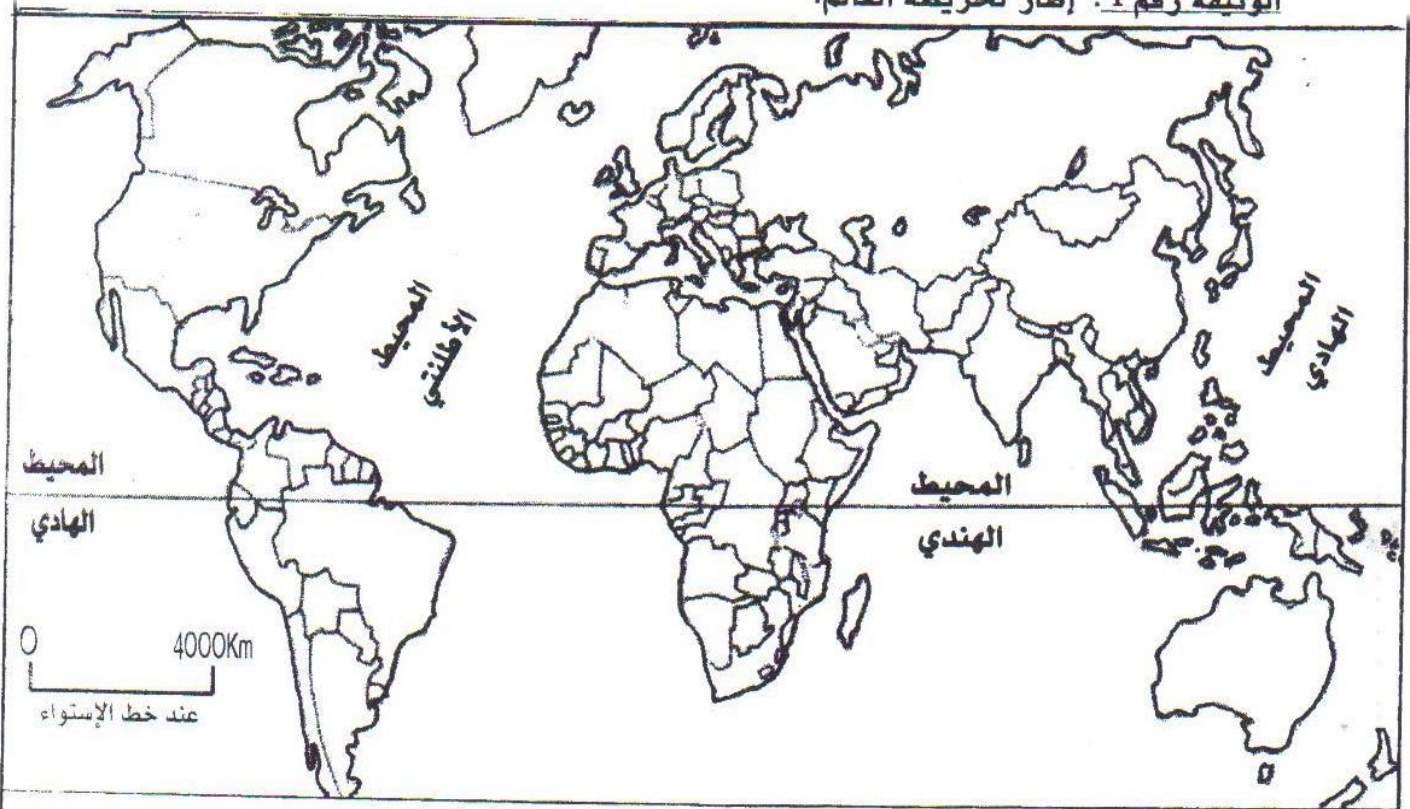 الوثيقة رقم 1: إطار لخريطة العالم.
المحيط
الأطلنتي
المحيط
الهادي
المحيط
الهادي
المحيط
الهندي
0 4000Km
عند خط الإستواء